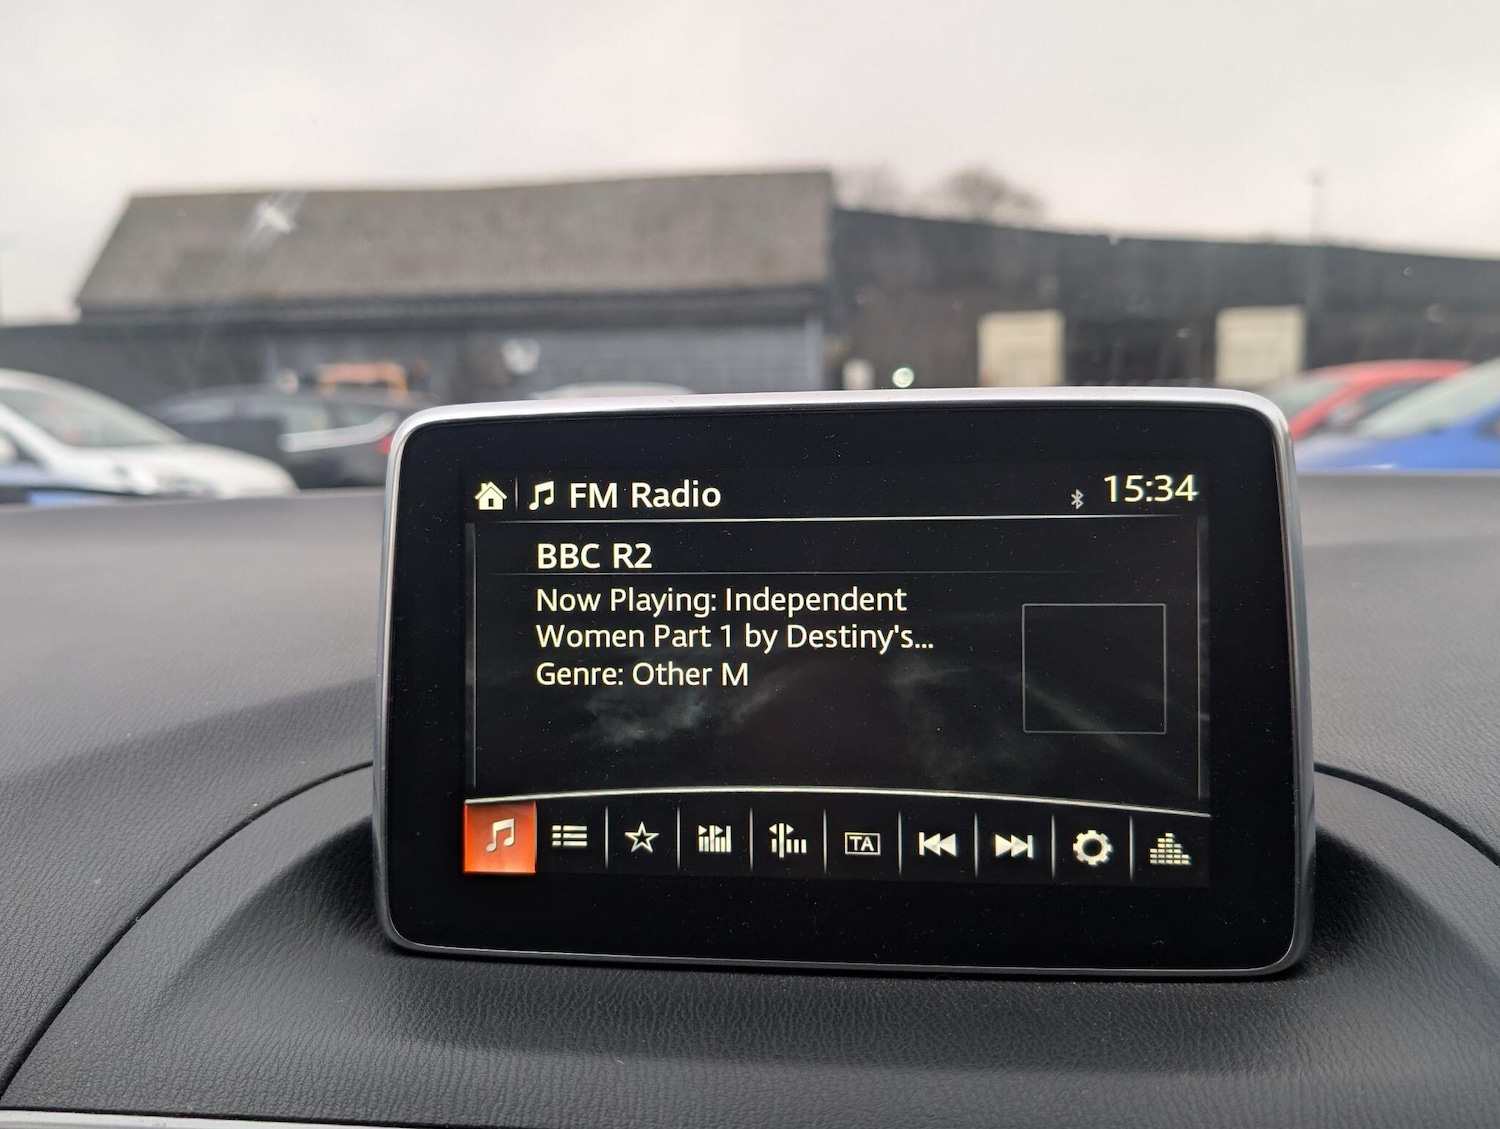 FM Radio
15:34
BBC R2
Now Playing: Independent
Women Part 1 by Destiny's...
Genre: Other M
TA